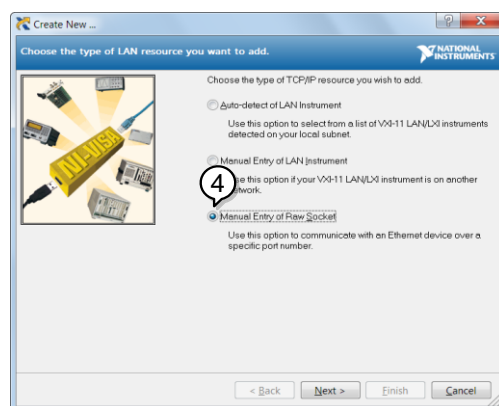 Create New ...
Choose the type of LAN resource you want to add.
NATIONAL
INSTRUMENTS
NI-VISA
Choose the type of TCP/IP resource you wish to add.
Auto-detect of LAN Instrument
Use this option to select from a list of VXI-11 LAN/LXI instruments
detected on your local subnet.
Manual Entry of LAN Instrument
this option if your VXI-11 LAN/LXI instrument is on another
4
Manual Entry of Raw Socket
Use this option to communicate with an Ethernet device over a
specific port number.
< Back
Next >
Finish
Cancel